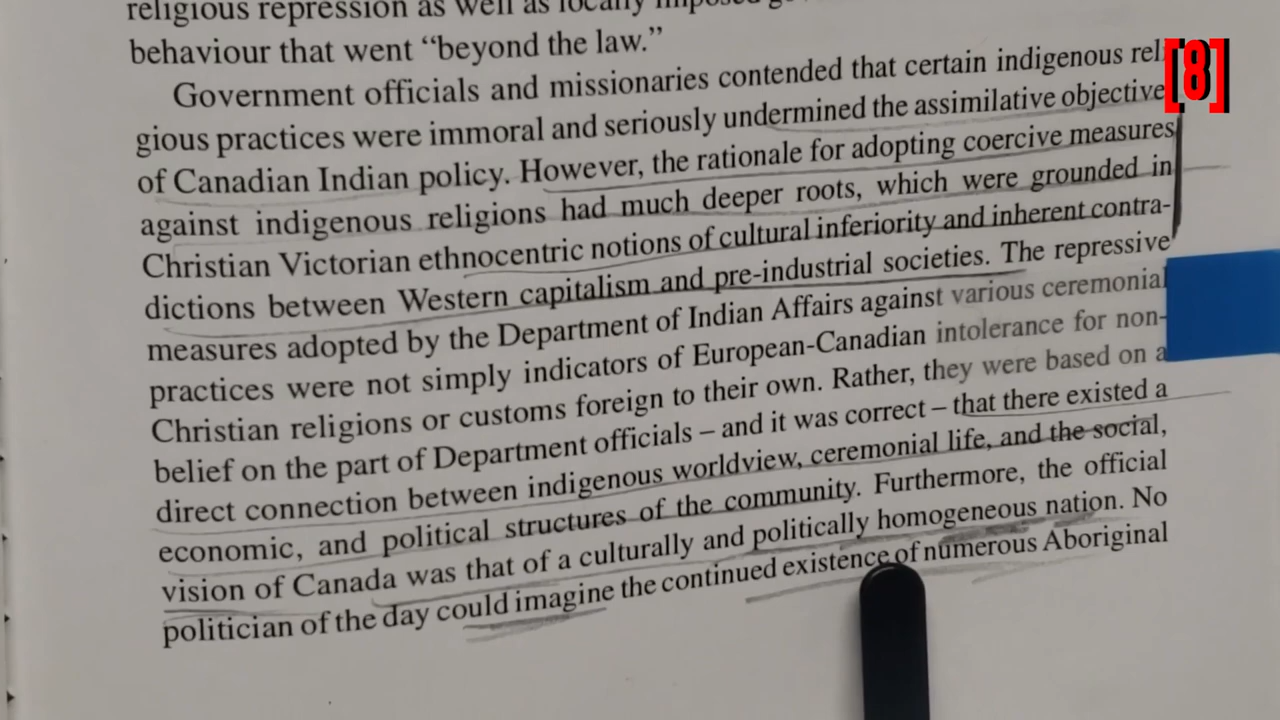 religious repression as well as locally imposed
behaviour that went “beyond the law.”
[8]
Government officials and missionaries contended that certain indigenous reli
gious practices were immoral and seriously undermined the assimilative objective
of Canadian Indian policy. However, the rationale for adopting coercive measures
against indigenous religions had much deeper roots, which were grounded in
Christian Victorian ethnocentric notions of cultural inferiority and inherent contra-
dictions between Western capitalism and pre-industrial societies. The repressive
measures adopted by the Department of Indian Affairs against various ceremonial
practices were not simply indicators of European-Canadian intolerance for non-
Christian religions or customs foreign to their own. Rather, they were based on a
belief on the part of Department officials – and it was correct – that there existed a
direct connection between indigenous worldview, ceremonial life, and the social,
economic, and political structures of the community. Furthermore, the official
vision of Canada was that of a culturally and politically homogeneous nation. No
politician of the day could imagine the continued existence of numerous Aboriginal